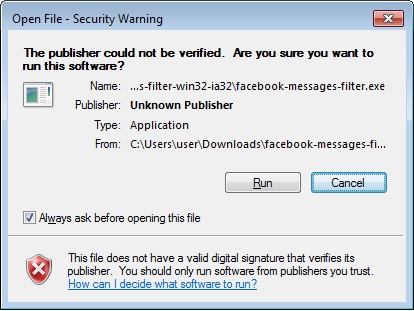 Open File - Security Warning
The publisher could not be verified.  Are you sure you want to
run this software?
Name: ...s-filter-win32-ia32\facebook-messages-filter.exe
Publisher: Unknown Publisher
Type: Application
From: C:\Users\user\Downloads\facebook-messages-fi...
Run Cancel
Always ask before opening this file
This file does not have a valid digital signature that verifies its
publisher.  You should only run software from publishers you trust.
How can I decide what software to run?